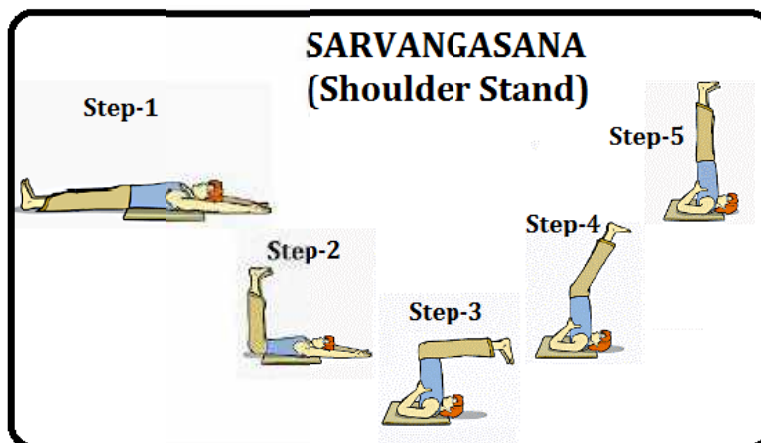 SARVANGASANA
(Shoulder Stand)
Step-1
Step-2
Step-3
Step-4
Step-5